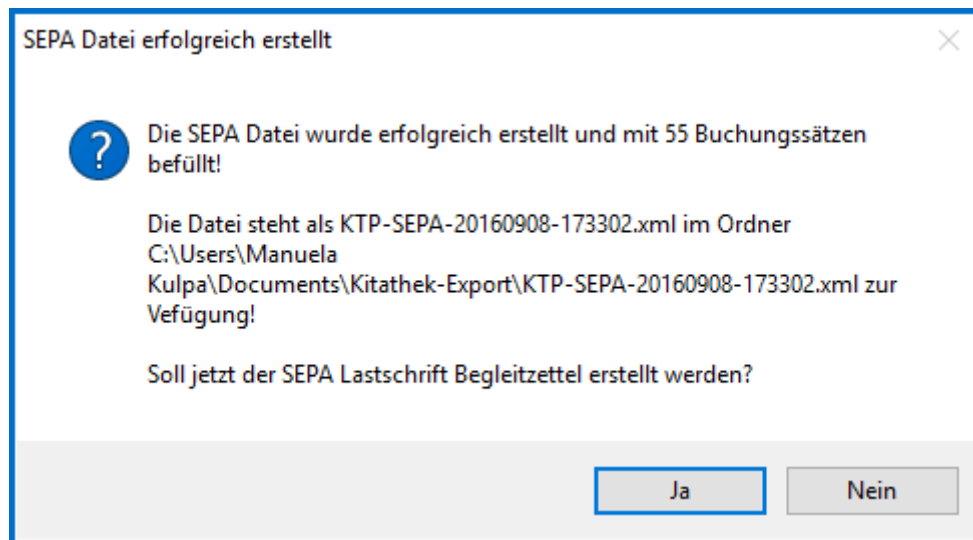 SEPA Datei erfolgreich erstellt
?
Die SEPA Datei wurde erfolgreich erstellt und mit 55 Buchungssätzen
befüllt!
Die Datei steht als KTP-SEPA-20160908-173302.xml im Ordner
C:\Users\Manuela
Kulpa\Documents\Kitathek-Export\KTP-SEPA-20160908-173302.xml zur
Vefügung!
Soll jetzt der SEPA Lastschrift Begleitzettel erstellt werden?
Ja
Nein